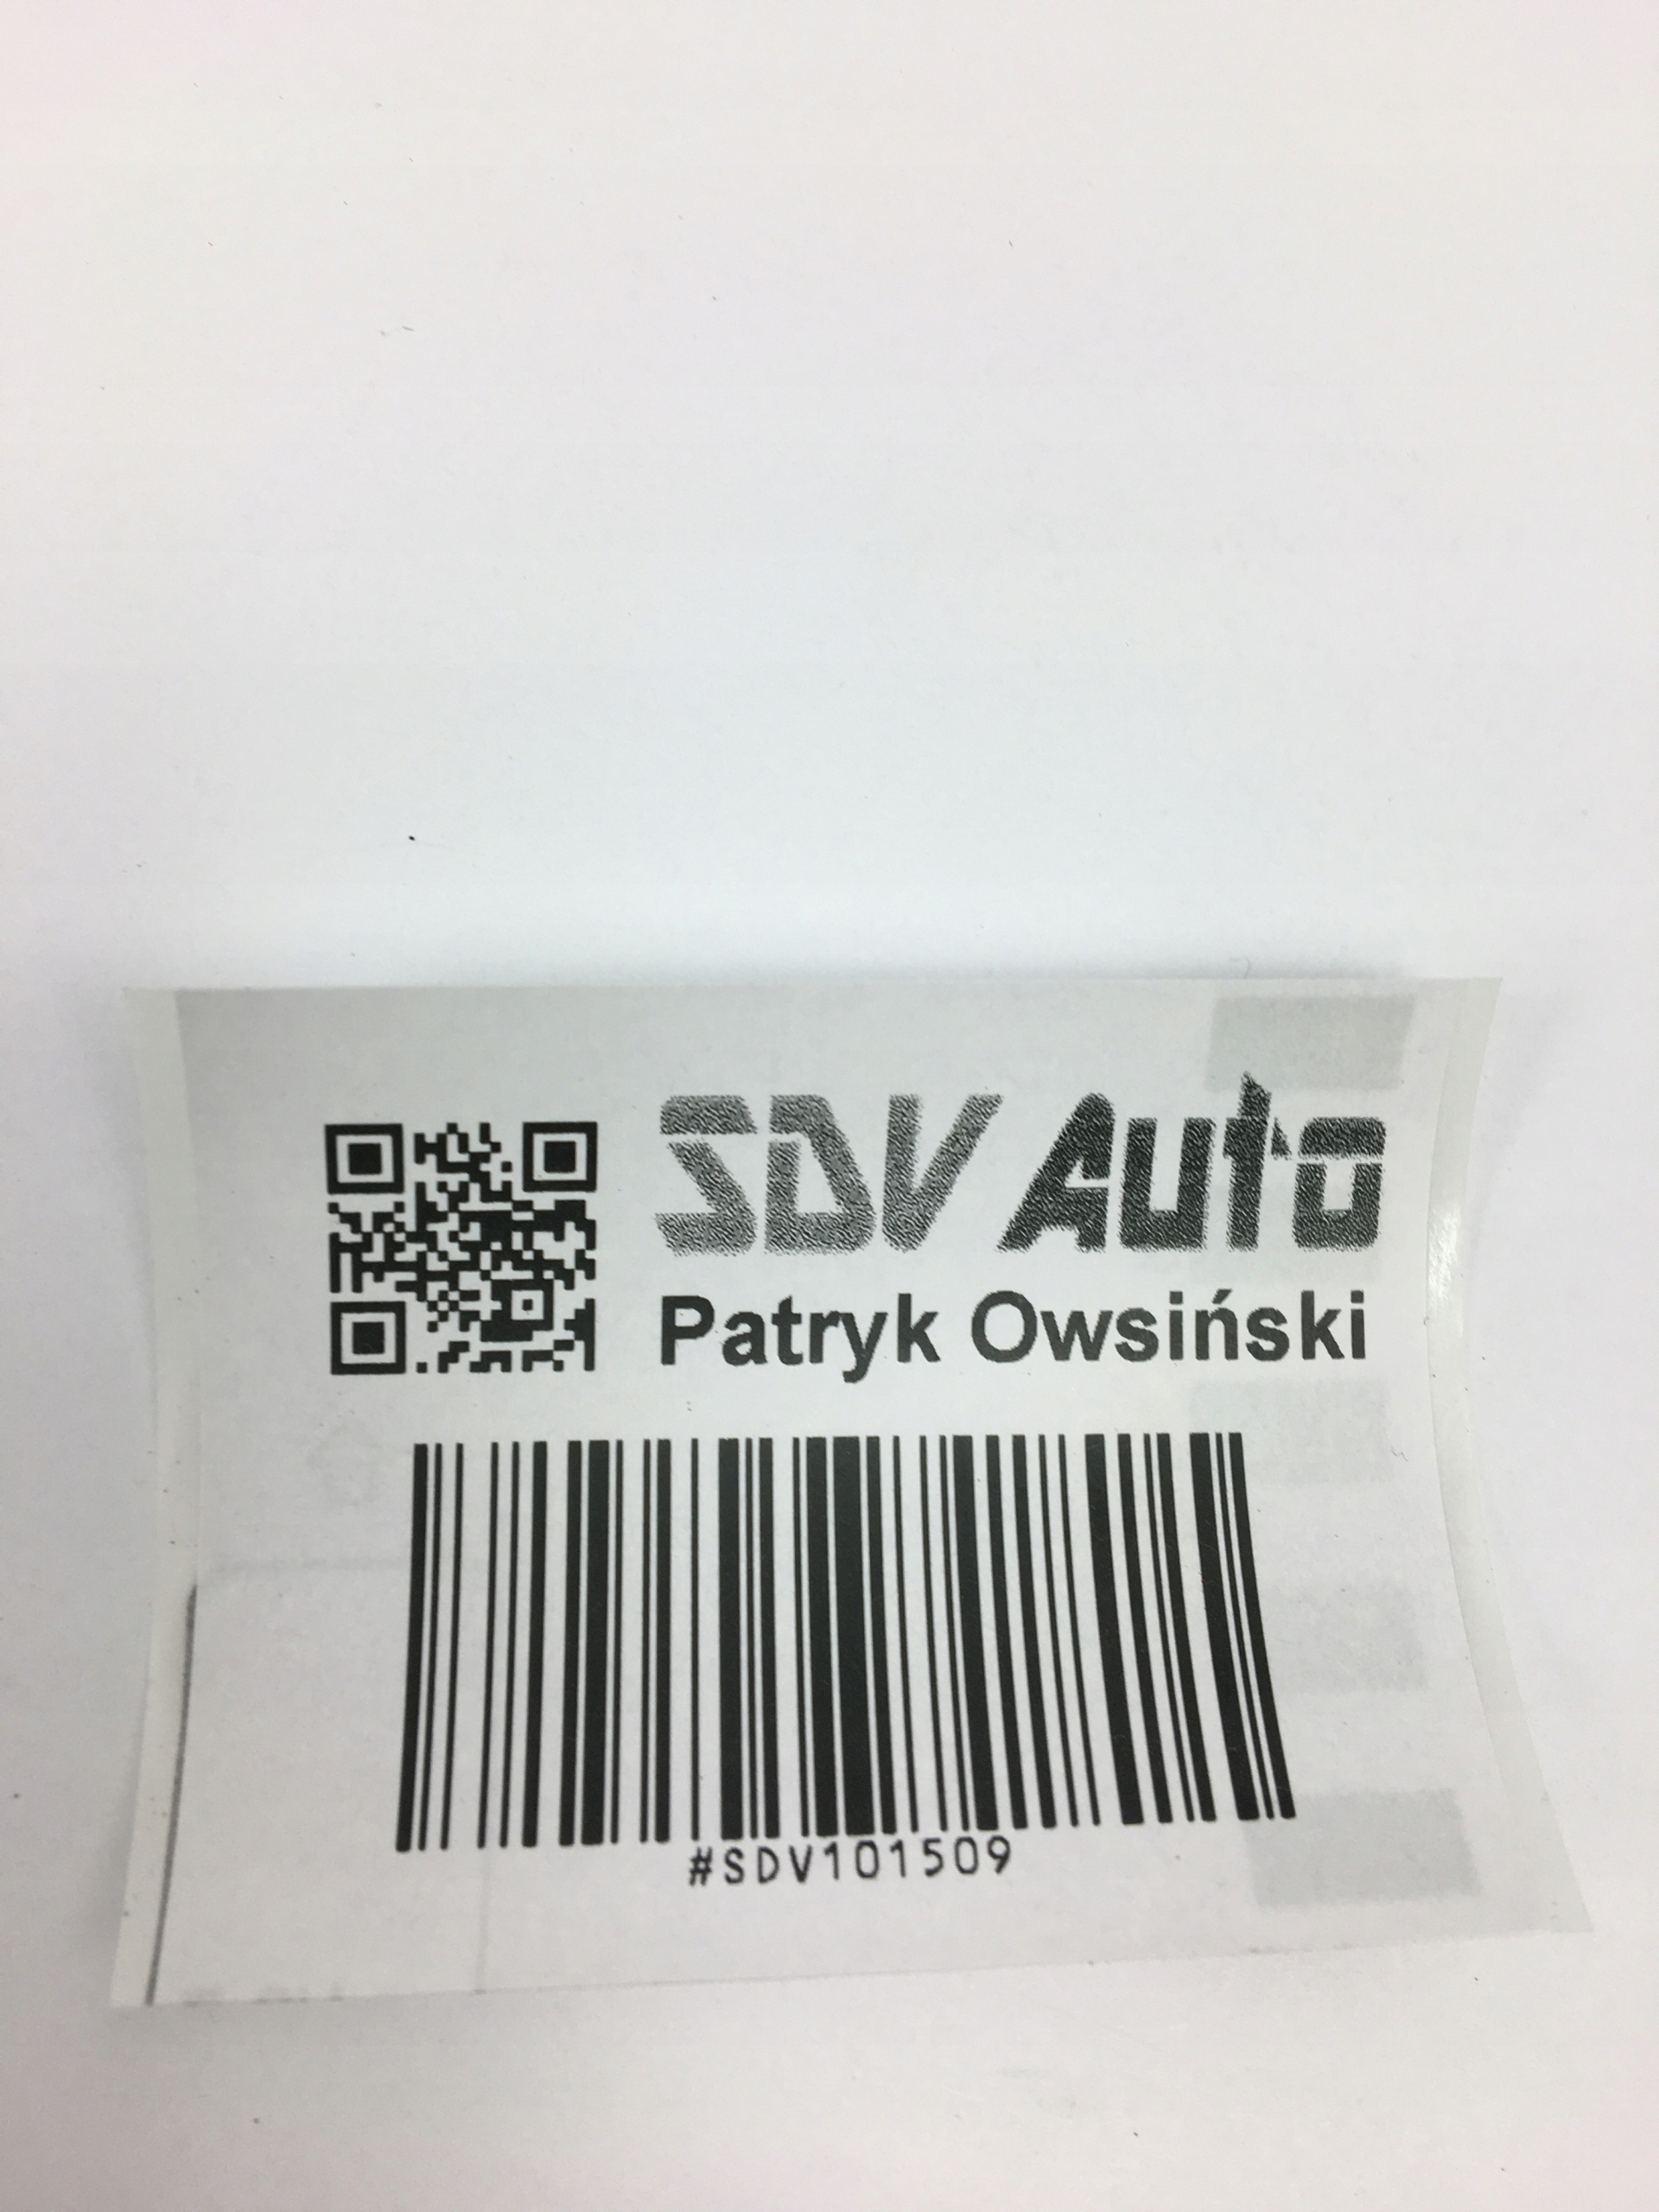 SDV Auto
Patryk Owsiński
#SDV101509